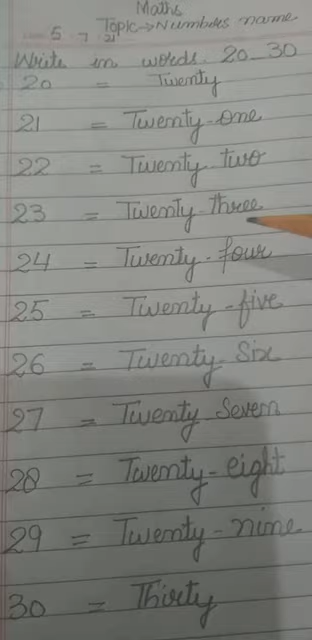 Maths
5 7 21 Topic→Numbers name
Write in words. 20-30
20 = Twenty
21 = Twenty-one
22 = Twenty two
23 = Twenty-three
24 = Twenty-four
25 = Twenty-five
26 = Twenty-Six
27 = Twenty Seven
28 = Twenty-eight
29 = Twenty-nine
30 = Thirty